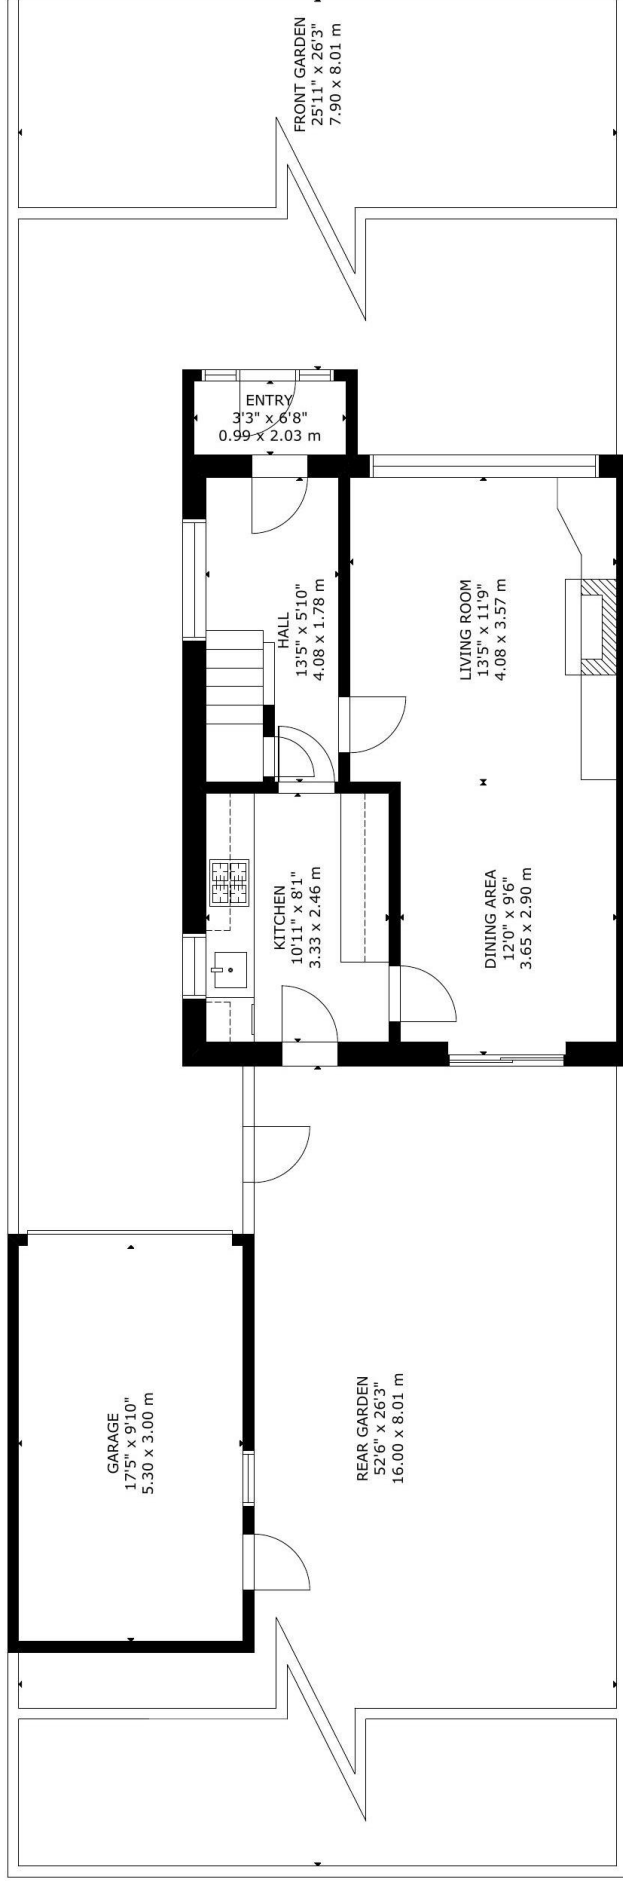 FRONT GARDEN
25'11" x 26'3"
7.90 x 8.01 m
ENTRY
3'3" x 6'8"
0.99 x 2.03 m
HALL
13'5" x 5'10"
4.08 x 1.78 m
LIVING ROOM
13'5" x 11'9"
4.08 x 3.57 m
KITCHEN
10'11" x 8'1"
3.33 x 2.46 m
DINING AREA
12'0" x 9'6"
3.65 x 2.90 m
GARAGE
17'5" x 9'10"
5.30 x 3.00 m
REAR GARDEN
52'6" x 26'3"
16.00 x 8.01 m